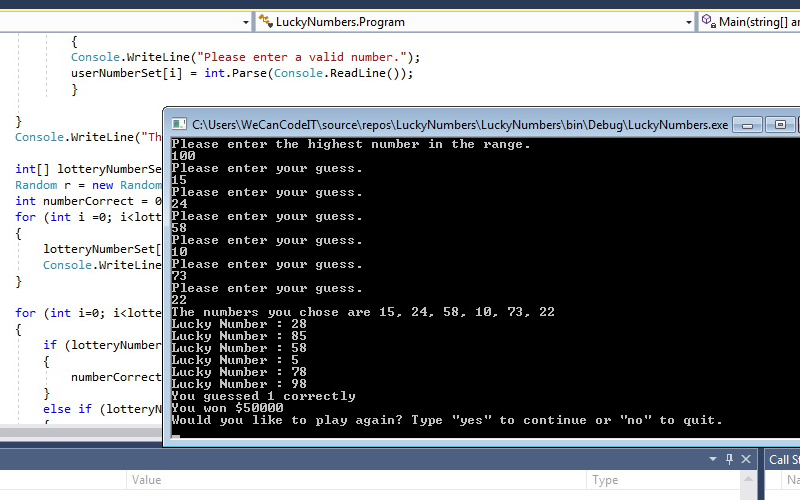 LuckyNumbers.Program
Main(string[] ar
{
Console.WriteLine("Please enter a valid number.");
userNumberSet[i] = int.Parse(Console.ReadLine());
}
}
Console.WriteLine("Th
int[] lotteryNumberSe
Random r = new Random
int numberCorrect = 0
for (int i =0; i<lott
{
lotteryNumberSet[
Console.WriteLine
}
for (int i=0; i<lotte
{
if (lotteryNumber
{
numberCorrect
}
else if (lotteryN
{
C:\Users\WeCanCodeIT\source\repos\LuckyNumbers\LuckyNumbers\bin\Debug\LuckyNumbers.exe
Please enter the highest number in the range.
100
Please enter your guess.
15
Please enter your guess.
24
Please enter your guess.
58
Please enter your guess.
10
Please enter your guess.
73
Please enter your guess.
22
The numbers you chose are 15, 24, 58, 10, 73, 22
Lucky Number : 28
Lucky Number : 85
Lucky Number : 58
Lucky Number : 5
Lucky Number : 78
Lucky Number : 98
You guessed 1 correctly
You won $50000
Would you like to play again? Type "yes" to continue or "no" to quit.
Value
Type
Call St
Na